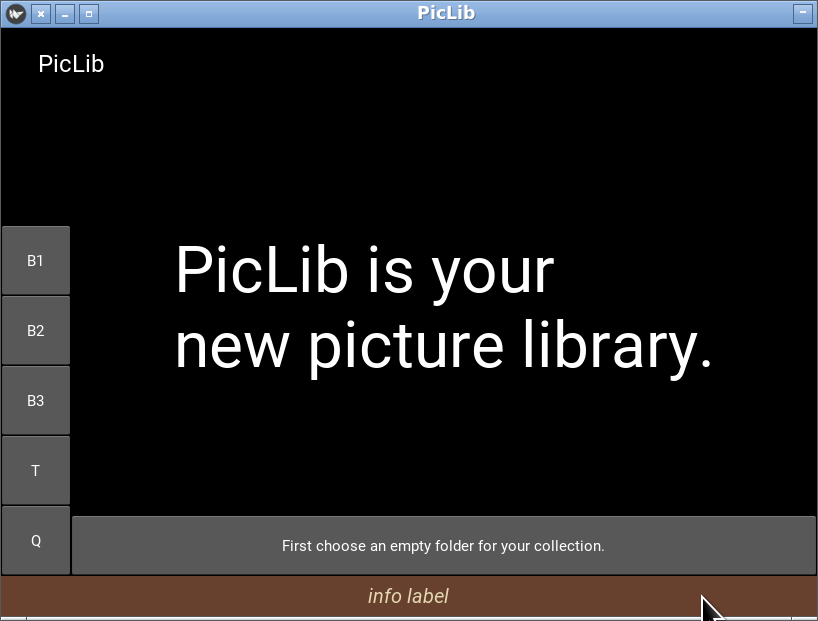 PicLib
PicLib
PicLib is your
new picture library.
B1
B2
B3
T
Q
First choose an empty folder for your collection.
info label